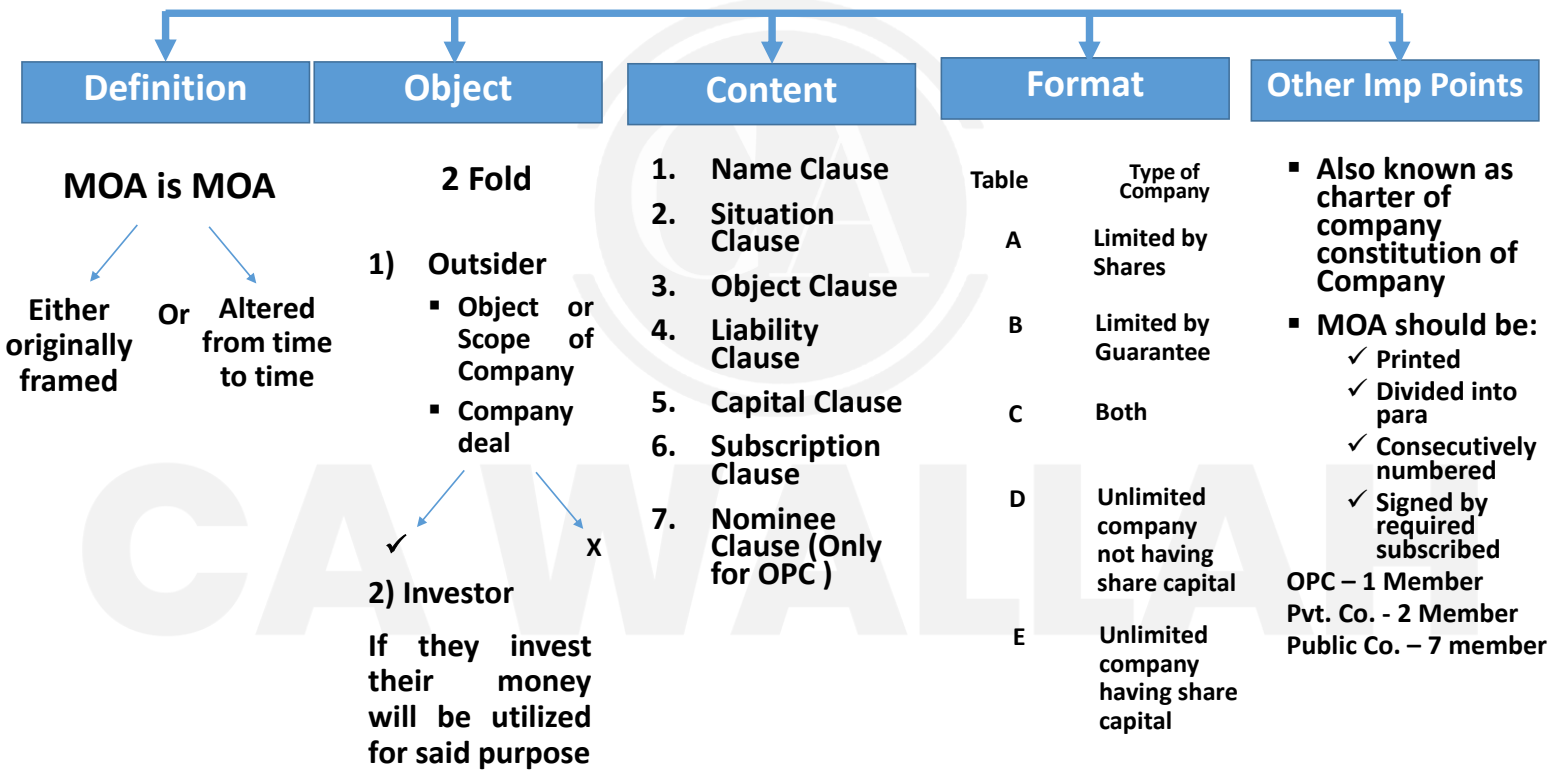 Definition
Object
Content
Format
Other Imp Points
MOA is MOA
Either
originally
framed
Or
Altered
from time
to time
2 Fold
1) Outsider
▪ Object or
Scope of
Company
▪ Company
deal
✓ X
2) Investor
If they invest
their money
will be utilized
for said purpose
1. Name Clause
2. Situation
Clause
3. Object Clause
4. Liability
Clause
5. Capital Clause
6. Subscription
Clause
7. Nominee
Clause (Only
for OPC )
Table
Type of
Company
A Limited by
Shares
B Limited by
Guarantee
C Both
D Unlimited
company
not having
share capital
E Unlimited
company
having share
capital
▪ Also known as
charter of
company
constitution of
Company
▪ MOA should be:
✓ Printed
✓ Divided into
para
✓ Consecutively
numbered
✓ Signed by
required
subscribed
OPC – 1 Member
Pvt. Co. - 2 Member
Public Co. – 7 member
CA
CA WALLAH